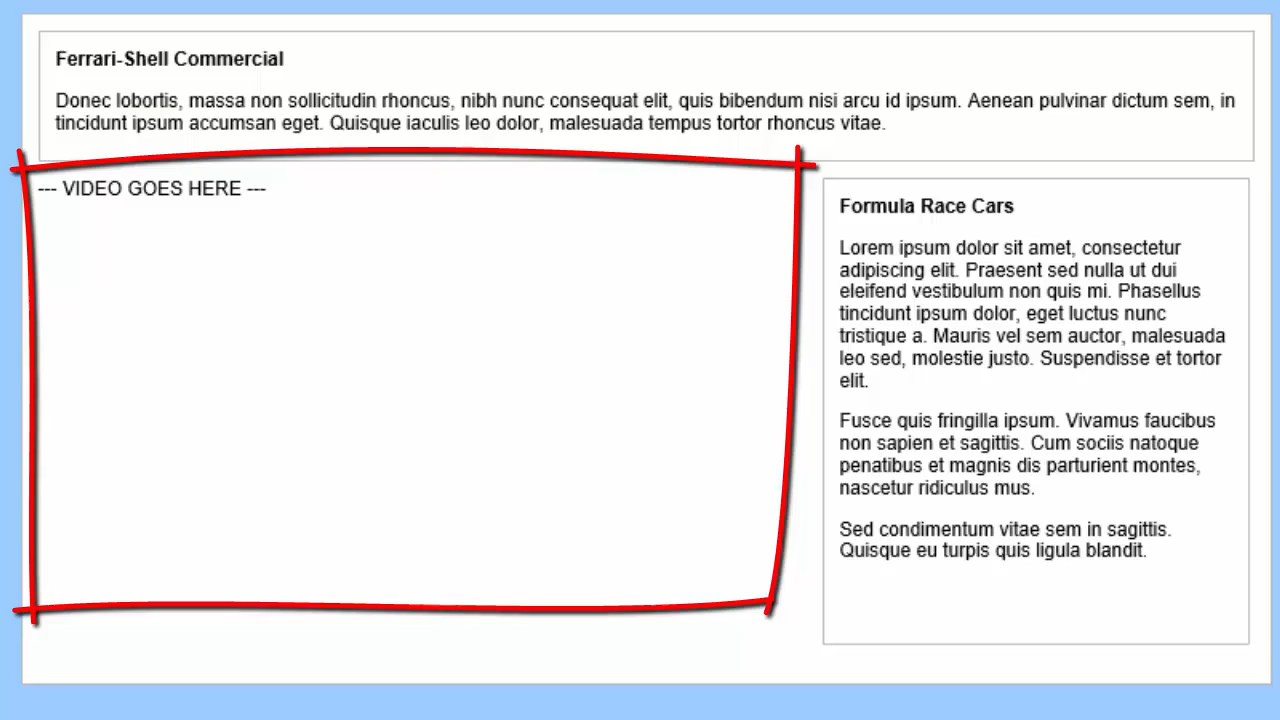 Ferrari-Shell Commercial
Donec lobortis, massa non sollicitudin rhoncus, nibh nunc consequat elit, quis bibendum nisi arcu id ipsum. Aenean pulvinar dictum sem, in
tincidunt ipsum accumsan eget. Quisque iaculis leo dolor, malesuada tempus tortor rhoncus vitae.
--- VIDEO GOES HERE ---
Formula Race Cars
Lorem ipsum dolor sit amet, consectetur
adipiscing elit. Praesent sed nulla ut dui
eleifend vestibulum non quis mi. Phasellus
tincidunt ipsum dolor, eget luctus nunc
tristique a. Mauris vel sem auctor, malesuada
leo sed, molestie justo. Suspendisse et tortor
elit.
Fusce quis fringilla ipsum. Vivamus faucibus
non sapien et sagittis. Cum sociis natoque
penatibus et magnis dis parturient montes,
nascetur ridiculus mus.
Sed condimentum vitae sem in sagittis.
Quisque eu turpis quis ligula blandit.